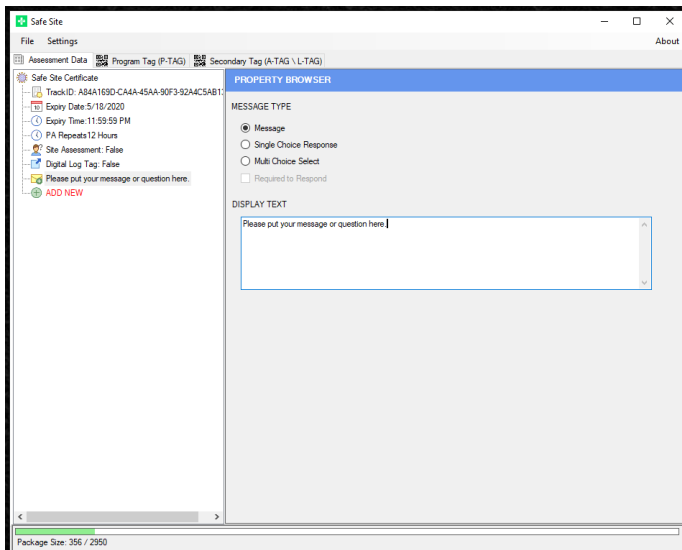 Safe Site
File Settings About
Assessment Data Program Tag (P-TAG) Secondary Tag (A-TAG \ L-TAG)
Safe Site Certificate
TrackID: A84A169D-CA4A-45AA-90F3-92A4C5AB1
Expiry Date:5/18/2020
Expiry Time:11:59:59 PM
PA Repeats12 Hours
Site Assessment: False
Digital Log Tag: False
Please put your message or question here.
ADD NEW
PROPERTY BROWSER
MESSAGE TYPE
Message
Single Choice Response
Multi Choice Select
Required to Respond
DISPLAY TEXT
Please put your message or question here.
Package Size: 356 / 2950